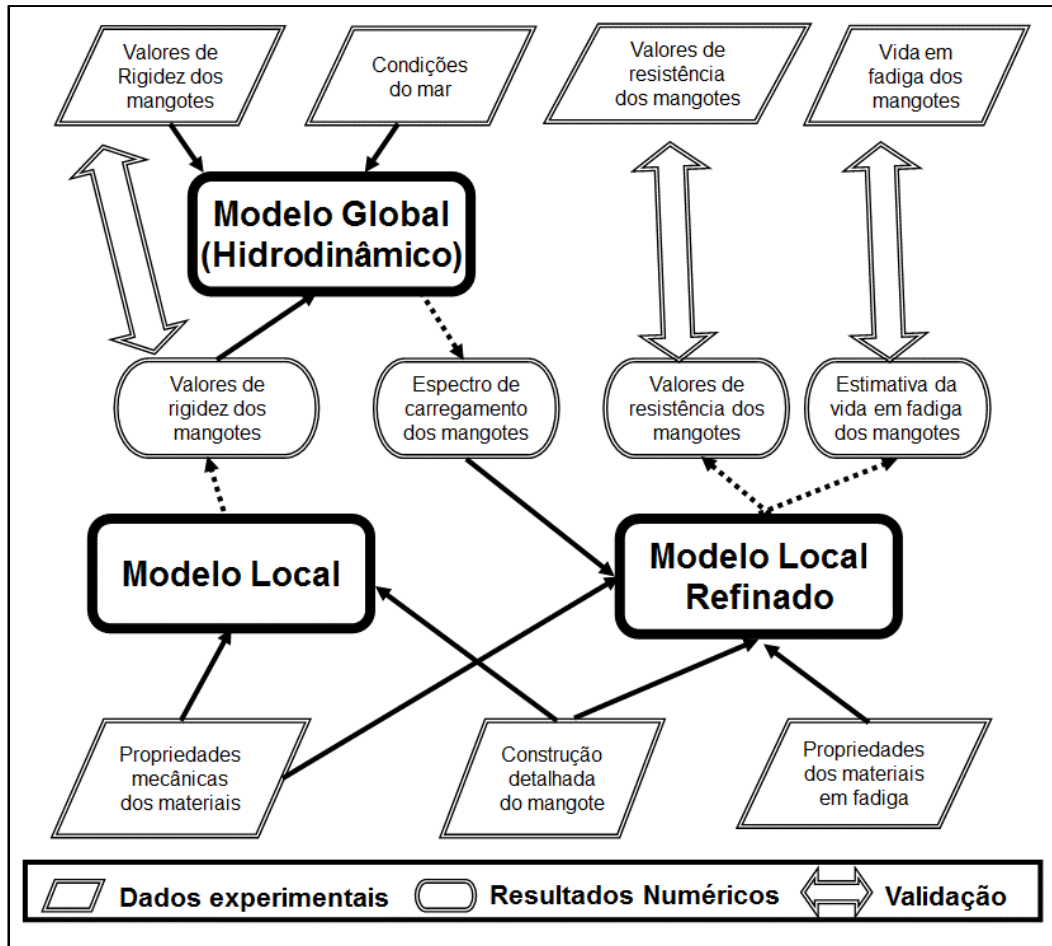 Valores de
Rigidez dos
mangotes
Condições
do mar
Valores de
resistência
dos mangotes
Vida em
fadiga dos
mangotes
Modelo Global
(Hidrodinâmico)
Valores de
rigidez dos
mangotes
Espectro de
carregamento
dos mangotes
Valores de
resistência dos
mangotes
Estimativa da
vida em fadiga
dos mangotes
Modelo Local
Modelo Local
Refinado
Propriedades
mecânicas
dos materiais
Construção
detalhada
do mangote
Propriedades
dos materiais
em fadiga
Dados experimentais
Resultados Numéricos
Validação